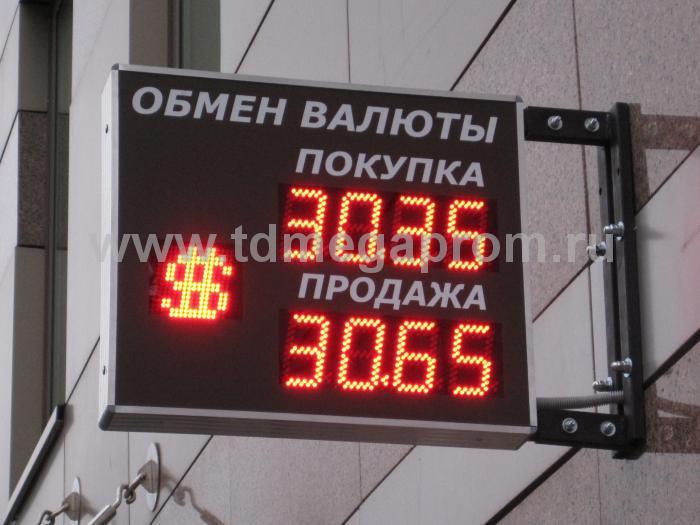 ОБМЕН ВАЛЮТЫ
ПОКУПКА
30.35
www.tdmegaprom.ru
$
ПРОДАЖА
30.65